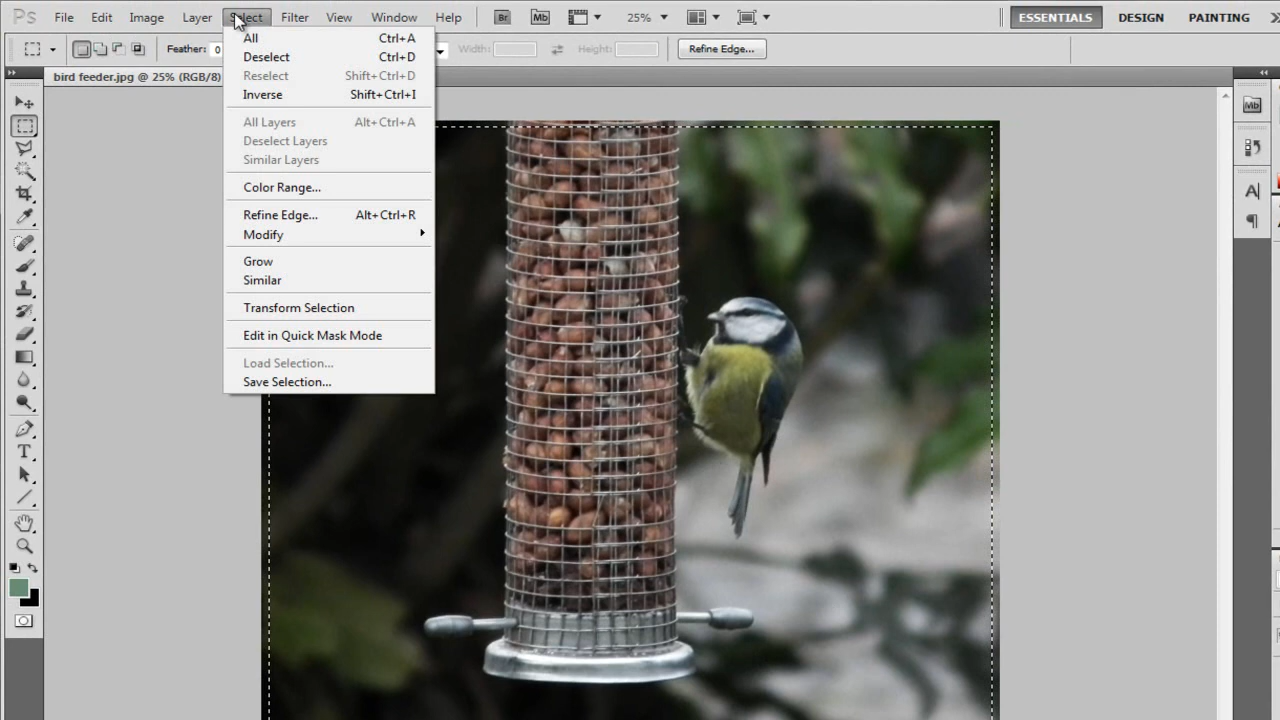 Ps File Edit Image Layer Select Filter View Window Help Br Mb 25% ESSENTIALS DESIGN PAINTING
Feather: 0 Width: Height: Refine Edge...
bird feeder.jpg @ 25% (RGB/8)
All Ctrl+A
Deselect Ctrl+D
Reselect Shift+Ctrl+D
Inverse Shift+Ctrl+I
All Layers Alt+Ctrl+A
Deselect Layers
Similar Layers
Color Range...
Refine Edge... Alt+Ctrl+R
Modify
Grow
Similar
Transform Selection
Edit in Quick Mask Mode
Load Selection...
Save Selection...
Mb
A
T